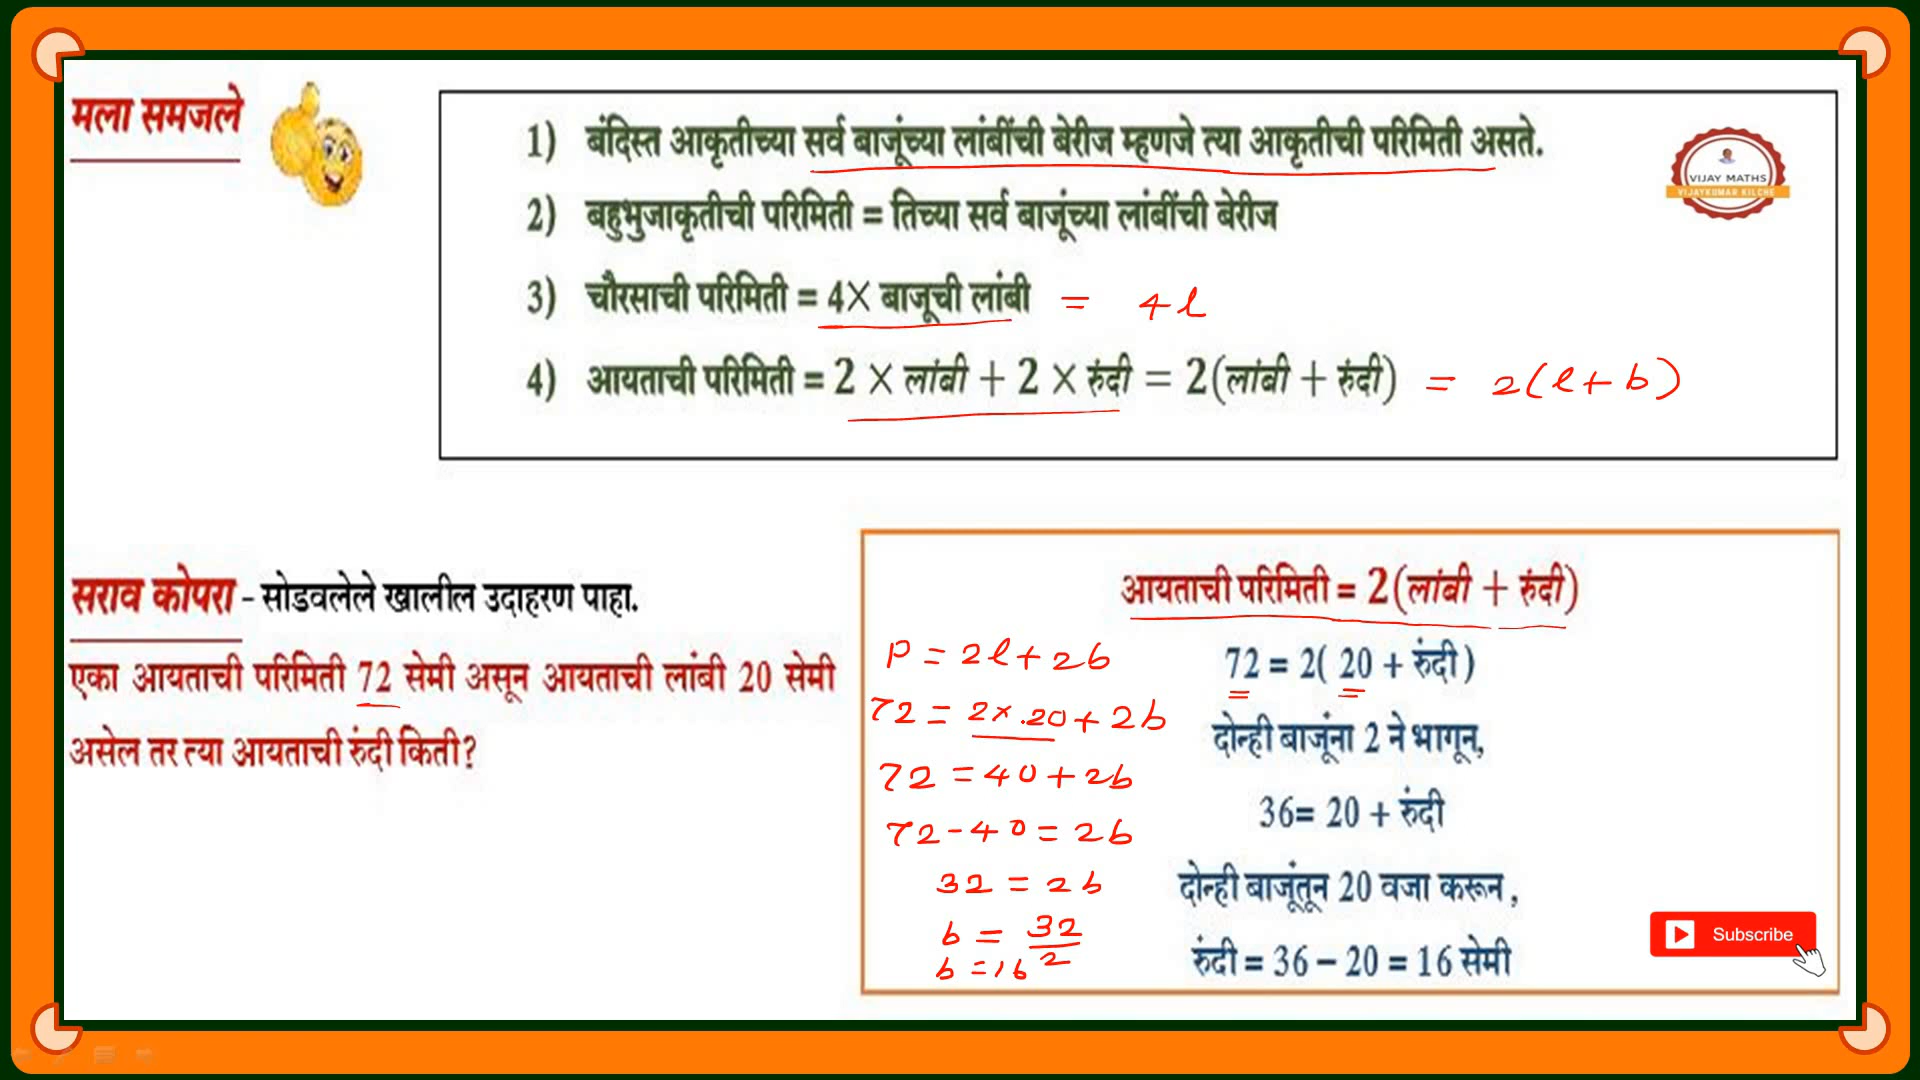 मला समजले
1) बंदिस्त आकृतीच्या सर्व बाजूंच्या लांबींची बेरीज म्हणजे त्या आकृतीची परिमिती असते.
2) बहुभुजाकृतीची परिमिती = तिच्या सर्व बाजूंच्या लांबींची बेरीज
3) चौरसाची परिमिती = 4× बाजूची लांबी = 4l
4) आयताची परिमिती = 2 × लांबी + 2 × रुंदी = 2(लांबी + रुंदी) = 2(l+b)
VIJAY MATHS
VIJAYKUMAR KILCHE
सराव कोपरा - सोडवलेले खालील उदाहरण पाहा.
एका आयताची परिमिती 72 सेमी असून आयताची लांबी 20 सेमी
असेल तर त्या आयताची रुंदी किती?
आयताची परिमिती = 2(लांबी + रुंदी)
72 = 2( 20 + रुंदी)
दोन्ही बाजूंना 2 ने भागून,
36= 20 + रुंदी
दोन्ही बाजूंतून 20 वजा करून ,
रुंदी = 36 – 20 = 16 सेमी
P = 2l+2b
72 = 2×.20+2b
72 = 40+2b
72-40=2b
32 = 2b
b = 32/2
b =16
Subscribe